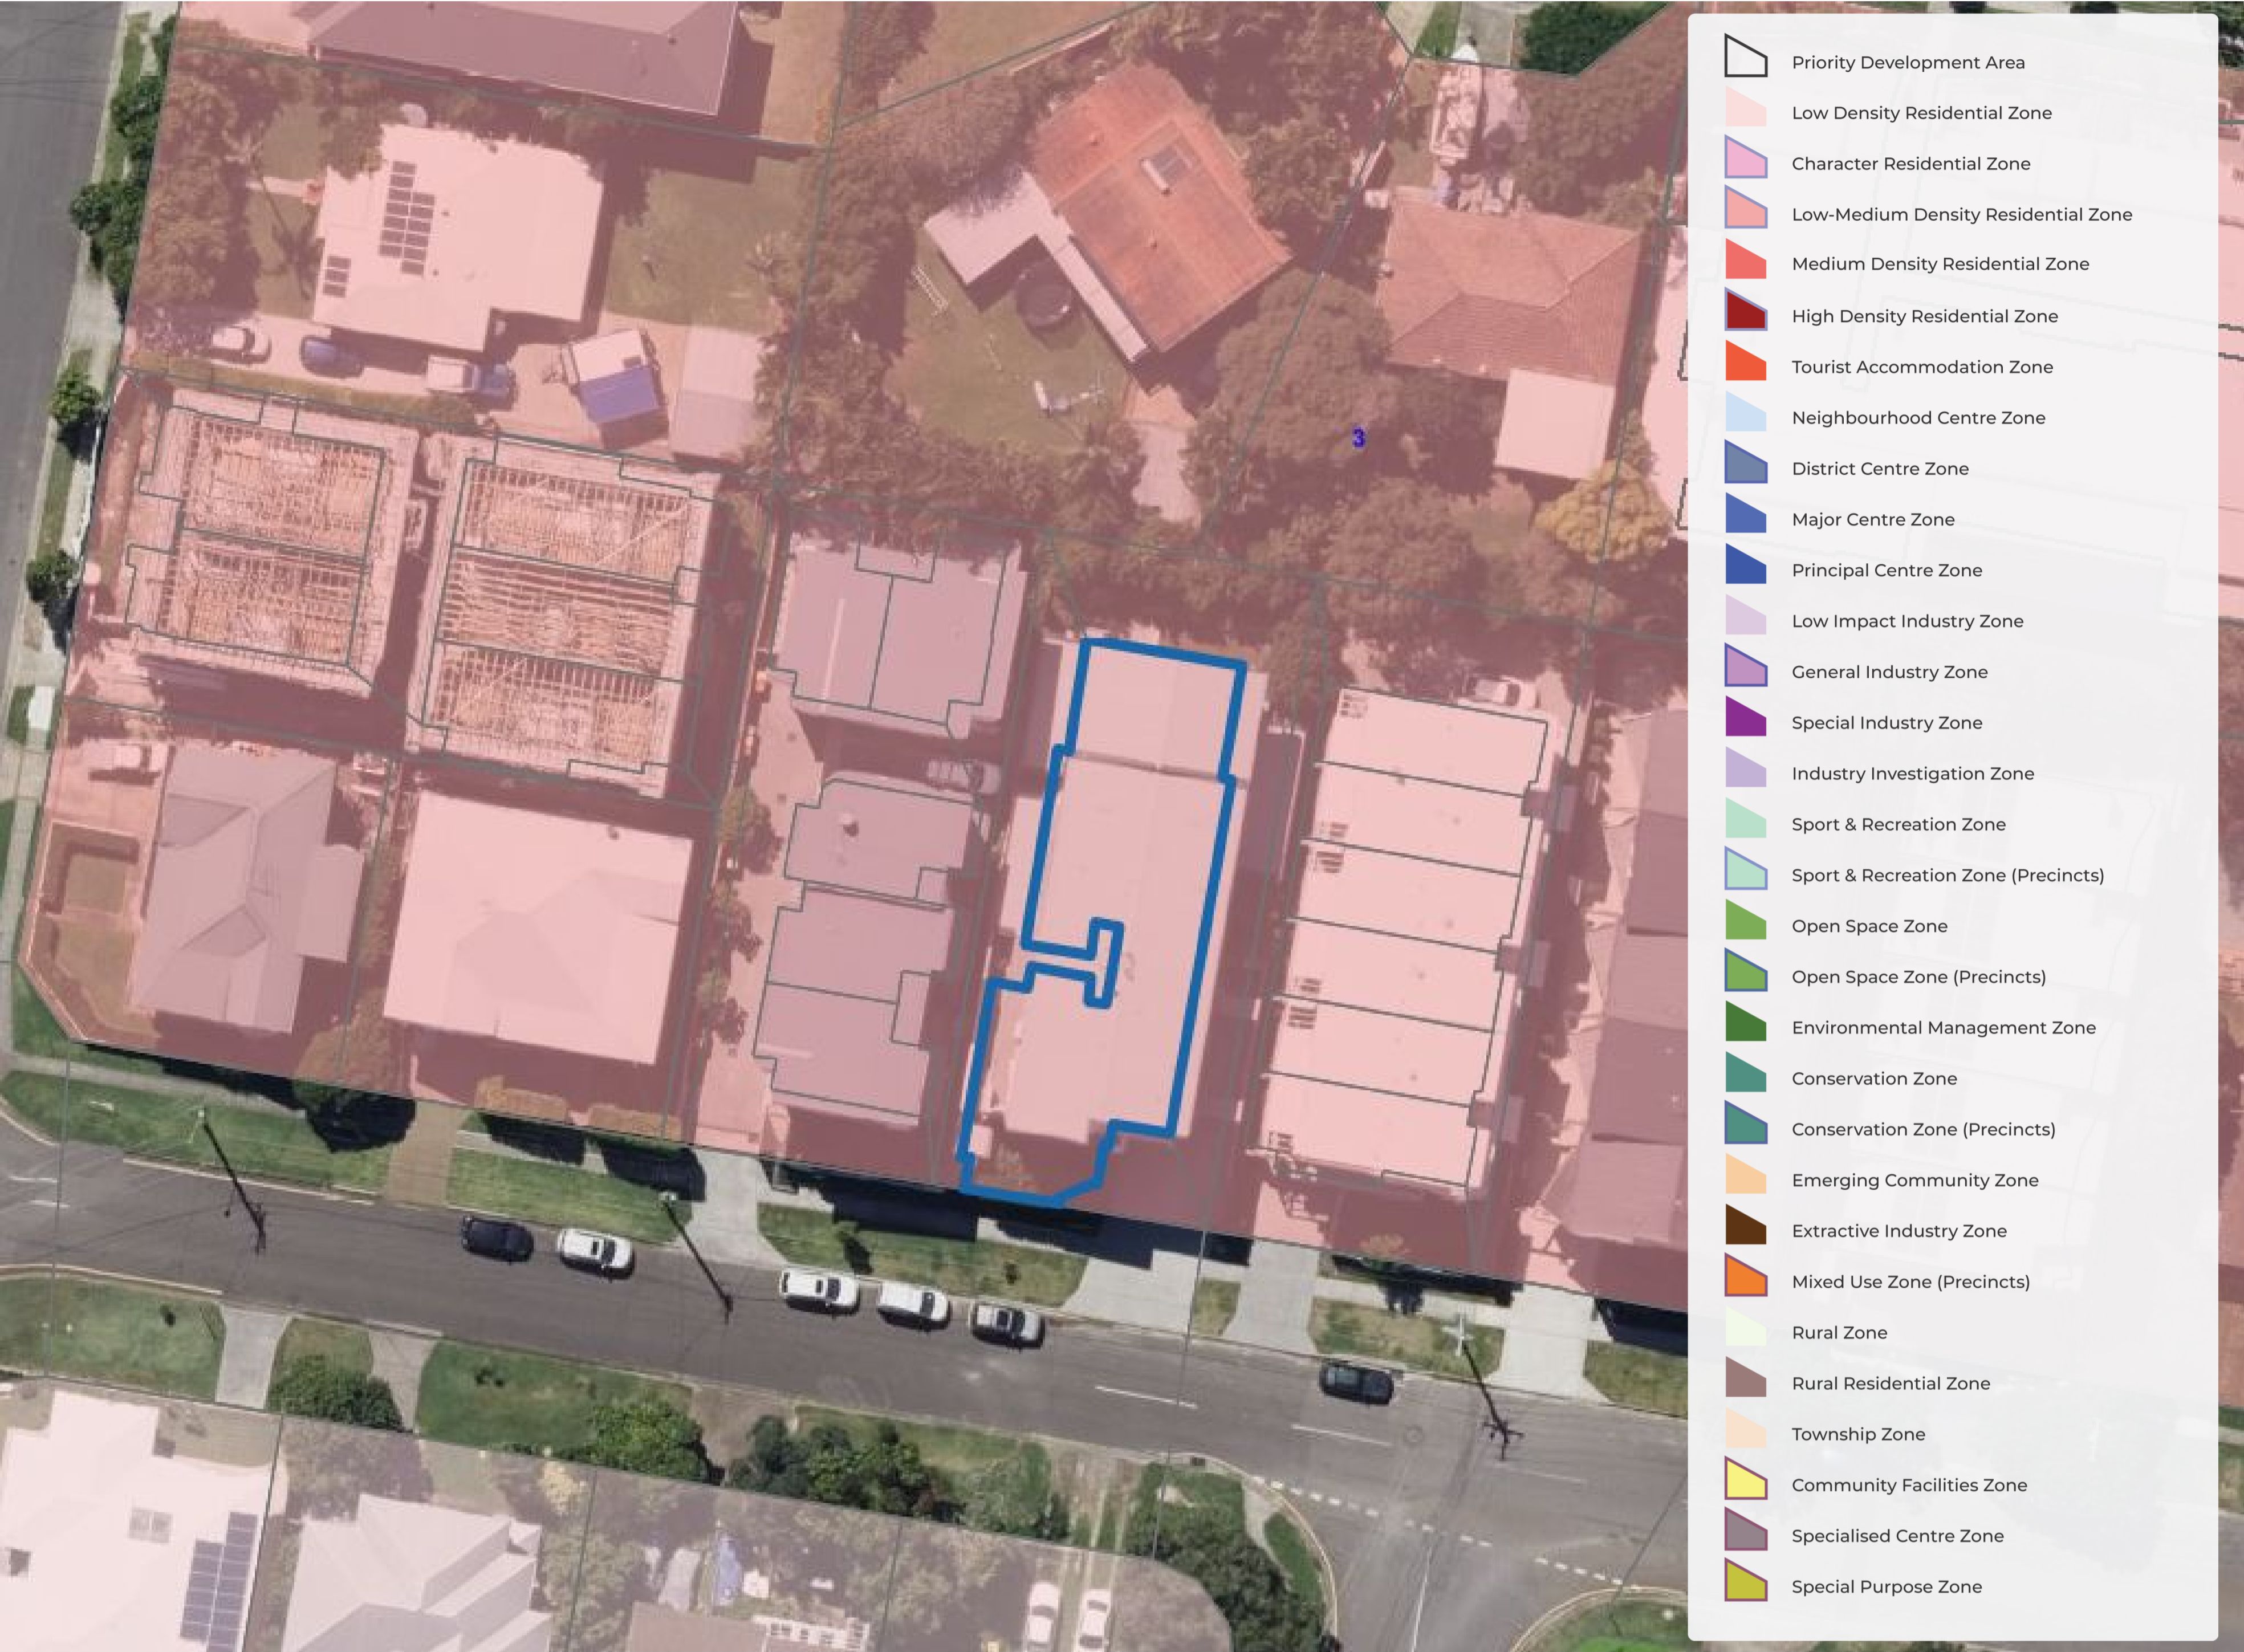 Priority Development Area
Low Density Residential Zone
Character Residential Zone
Low-Medium Density Residential Zone
Medium Density Residential Zone
High Density Residential Zone
Tourist Accommodation Zone
Neighbourhood Centre Zone
District Centre Zone
Major Centre Zone
Principal Centre Zone
Low Impact Industry Zone
General Industry Zone
Special Industry Zone
Industry Investigation Zone
Sport & Recreation Zone
Sport & Recreation Zone (Precincts)
Open Space Zone
Open Space Zone (Precincts)
Environmental Management Zone
Conservation Zone
Conservation Zone (Precincts)
Emerging Community Zone
Extractive Industry Zone
Mixed Use Zone (Precincts)
Rural Zone
Rural Residential Zone
Township Zone
Community Facilities Zone
Specialised Centre Zone
Special Purpose Zone
3